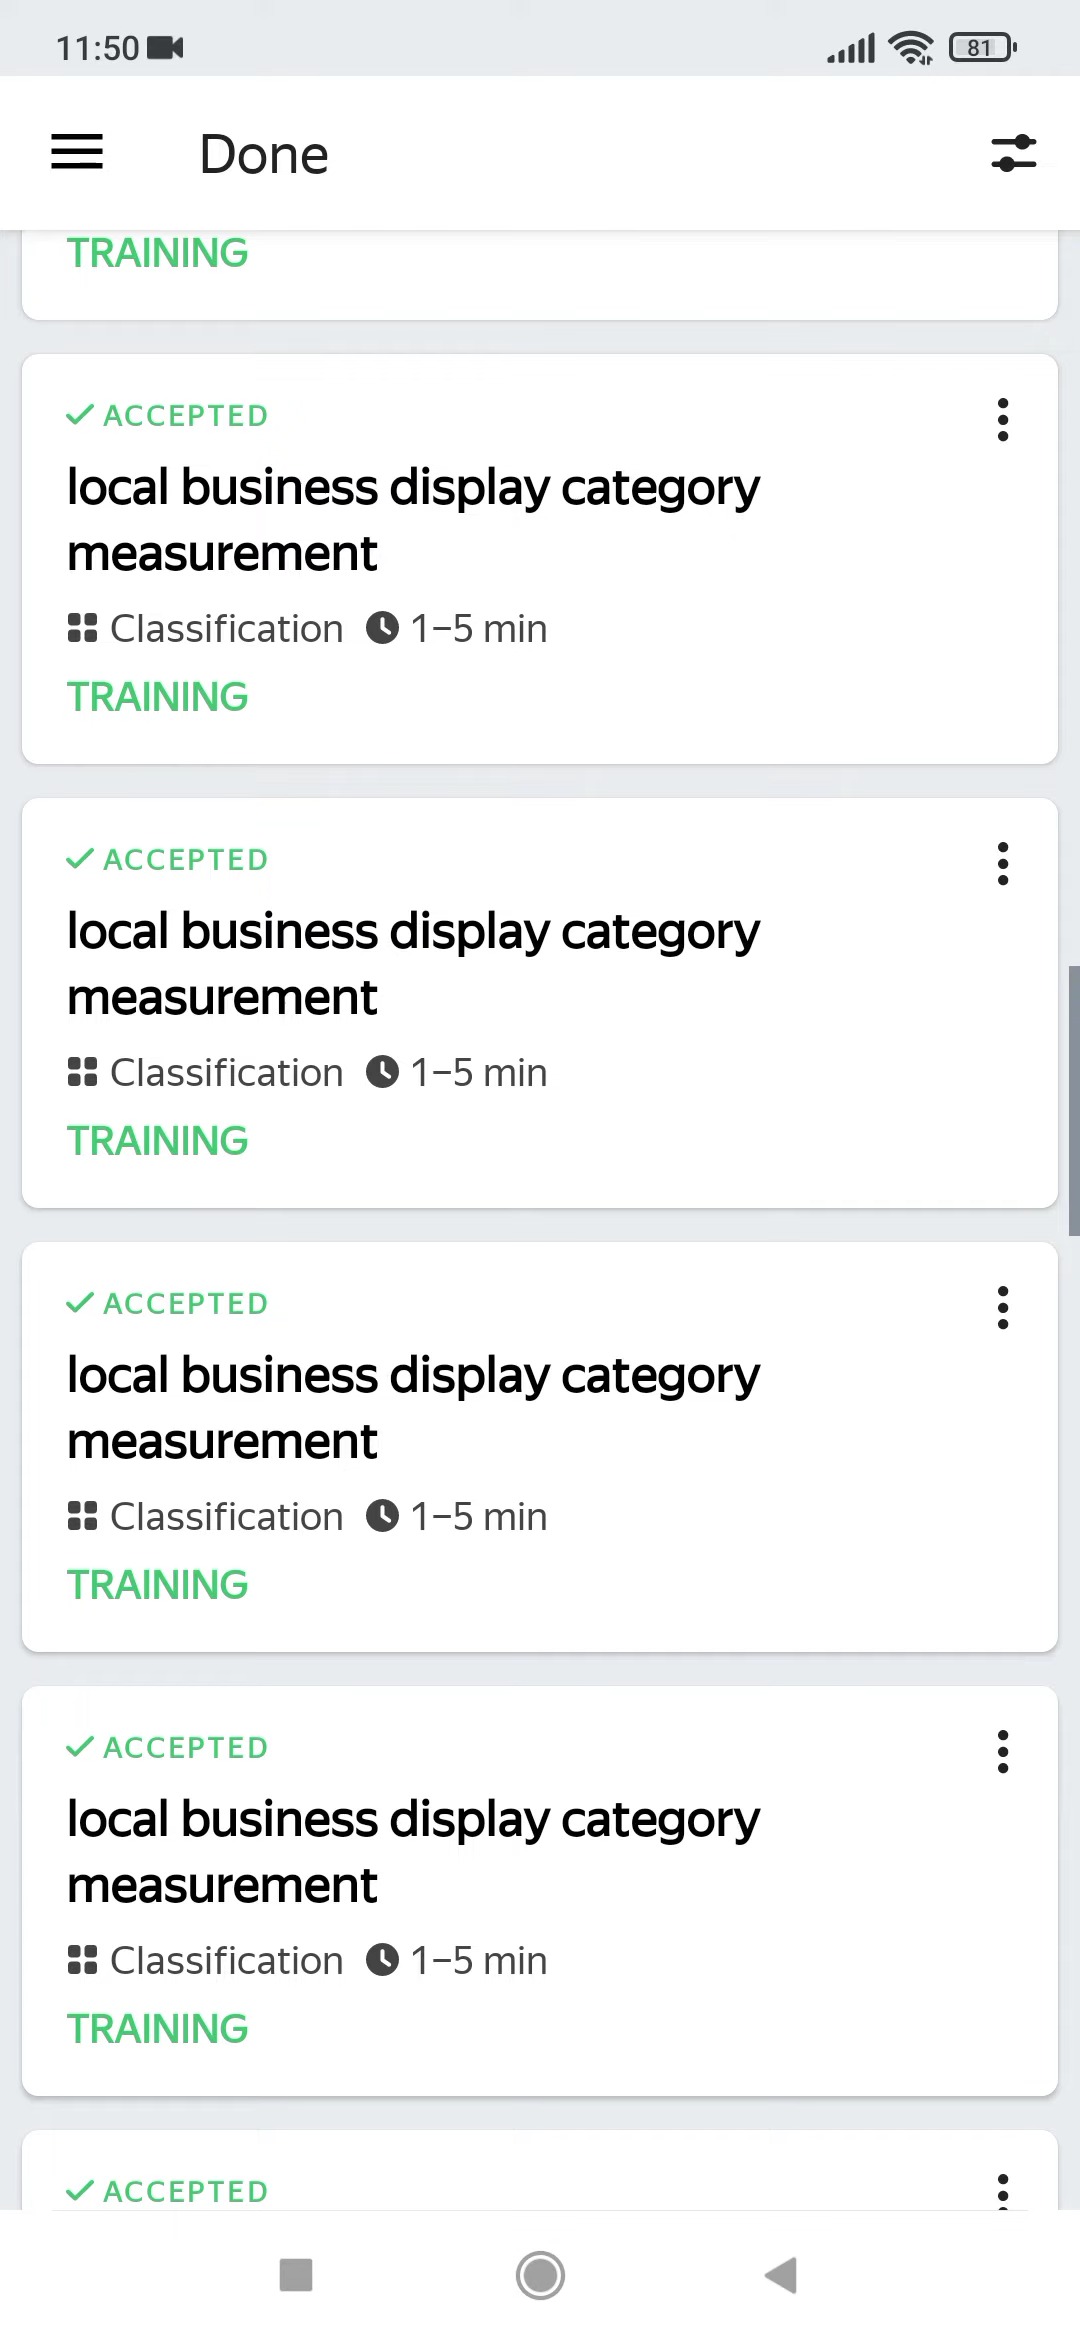 11:50
81
Done
TRAINING
ACCEPTED
local business display category
measurement
Classification 1–5 min
TRAINING
ACCEPTED
local business display category
measurement
Classification 1–5 min
TRAINING
ACCEPTED
local business display category
measurement
Classification 1–5 min
TRAINING
ACCEPTED
local business display category
measurement
Classification 1–5 min
TRAINING
ACCEPTED